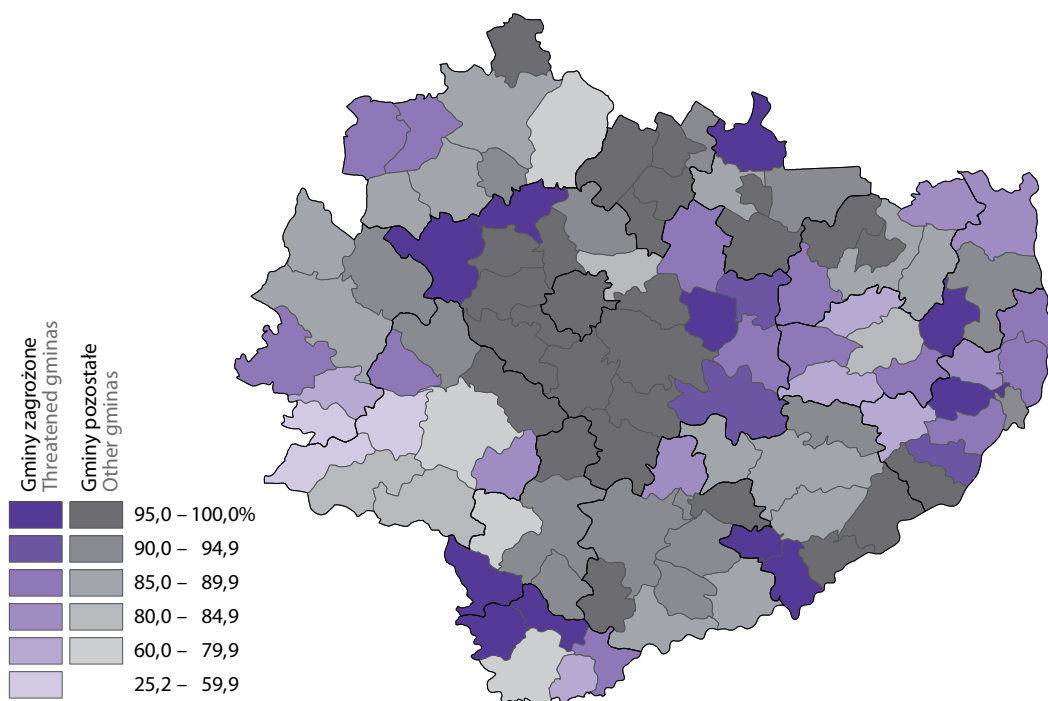 Gminy zagrożone
Threatened gminas
Gminy pozostałe
Other gminas
95,0 – 100,0%
90,0 – 94,9
85,0 – 89,9
80,0 – 84,9
60,0 – 79,9
25,2 – 59,9